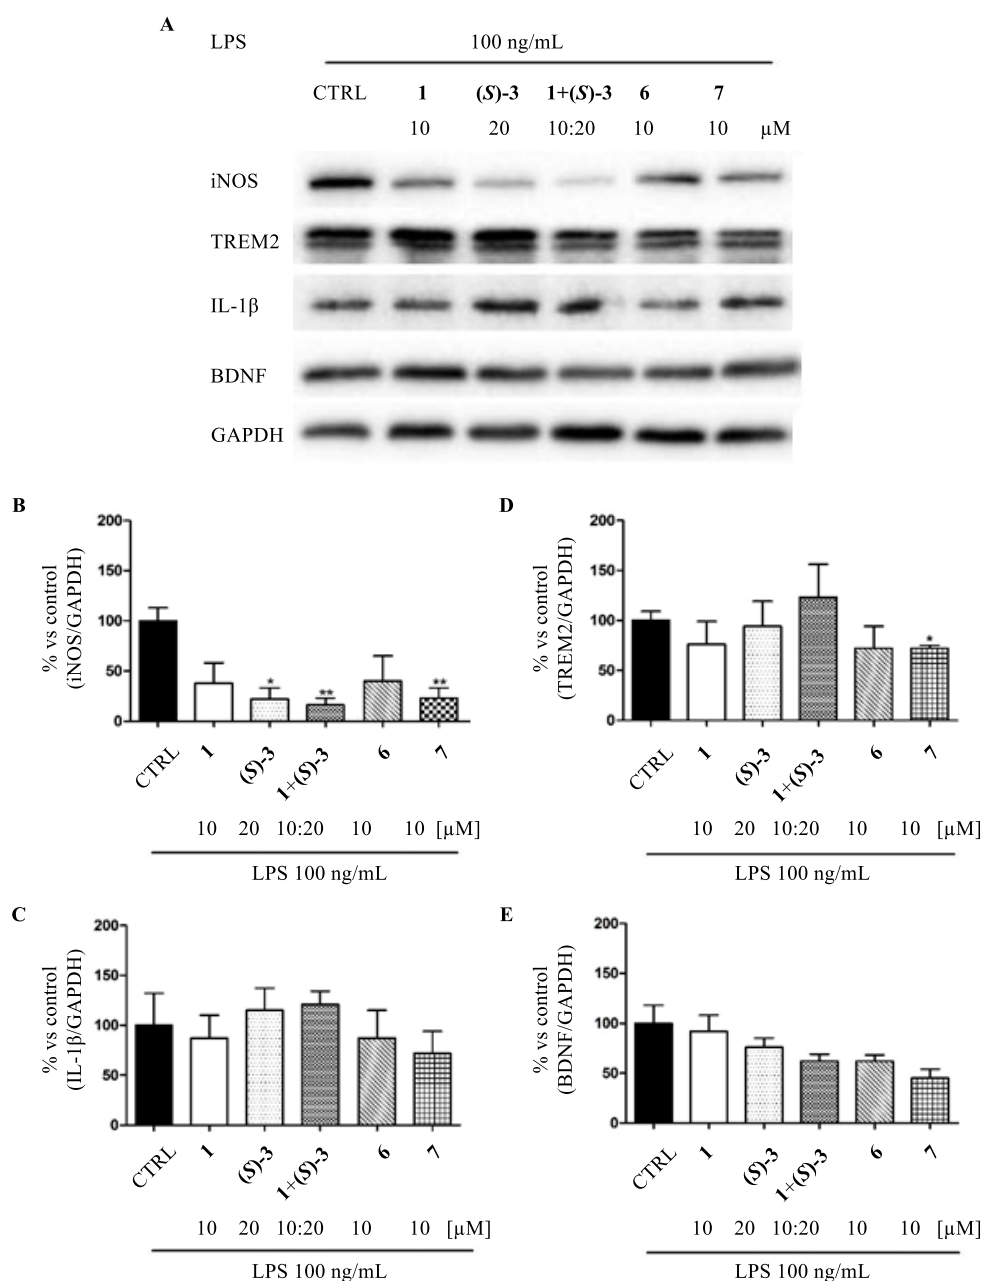 A
LPS 100 ng/mL
CTRL 1 (S)-3 1+(S)-3 6 7
10 20 10:20 10 10 µM
iNOS
TREM2
IL-1β
BDNF
GAPDH
B
% vs control
(iNOS/GAPDH)
200
150
100
50
0
* ** **
CTRL 1 (S)-3 1+(S)-3 6 7
10 20 10:20 10 10 [µM]
LPS 100 ng/mL
D
% vs control
(TREM2/GAPDH)
200
150
100
50
0
*
CTRL 1 (S)-3 1+(S)-3 6 7
10 20 10:20 10 10 [µM]
LPS 100 ng/mL
C
% vs control
(IL-1β/GAPDH)
200
150
100
50
0
CTRL 1 (S)-3 1+(S)-3 6 7
10 20 10:20 10 10 [µM]
LPS 100 ng/mL
E
% vs control
(BDNF/GAPDH)
200
150
100
50
0
CTRL 1 (S)-3 1+(S)-3 6 7
10 20 10:20 10 10 [µM]
LPS 100 ng/mL